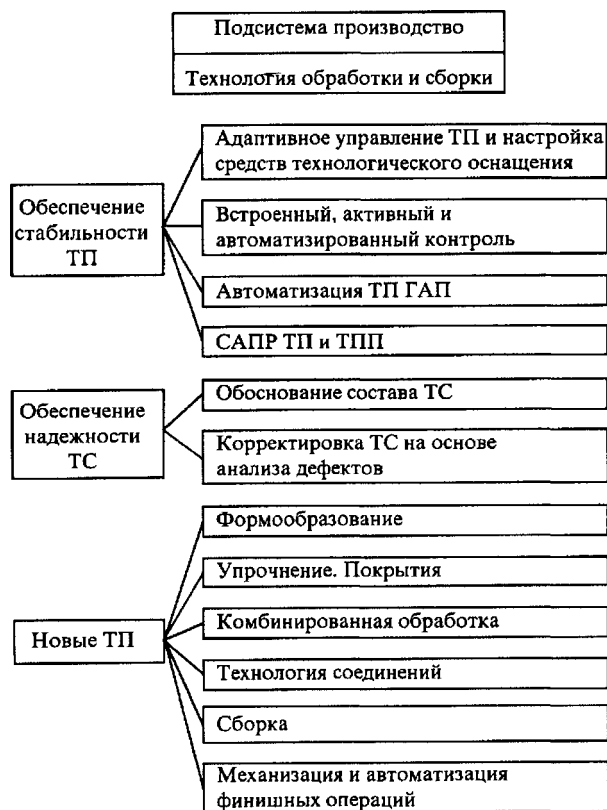 Подсистема производство
Технология обработки и сборки
Обеспечение
стабильности
ТП
Адаптивное управление ТП и настройка
средств технологического оснащения
Встроенный, активный и
автоматизированный контроль
Автоматизация ТП ГАП
САПР ТП и ТПП
Обеспечение
надежности
ТС
Обоснование состава ТС
Корректировка ТС на основе
анализа дефектов
Новые ТП
Формообразование
Упрочнение. Покрытия
Комбинированная обработка
Технология соединений
Сборка
Механизация и автоматизация
финишных операций